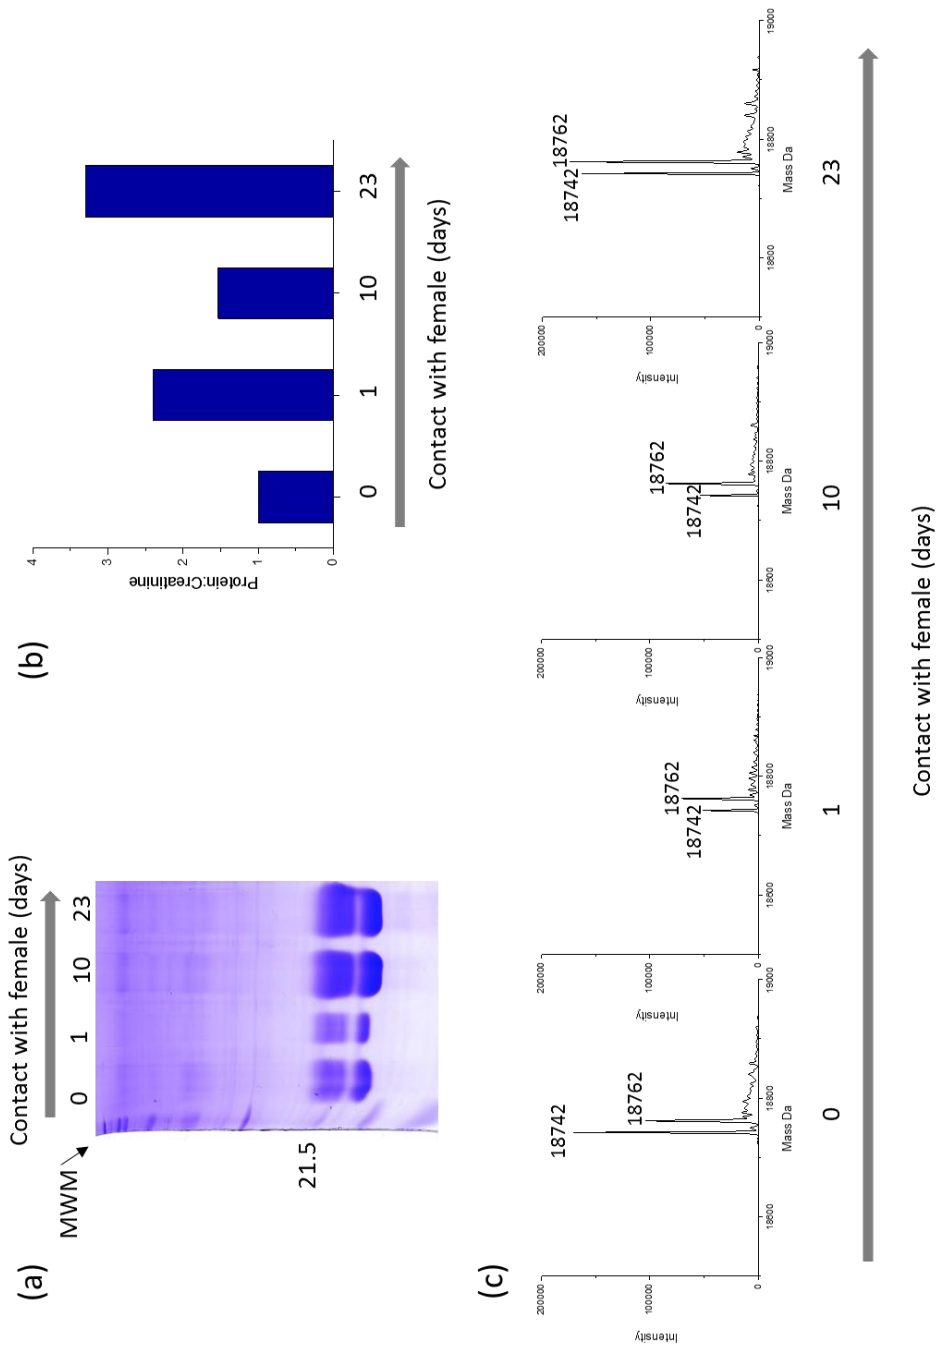 (a)
Contact with female (days)
MWM
0 1 10 23
21.5
(b)
Protein:Creatinine
4
3
2
1
0
0 1 10 23
Contact with female (days)
(c)
Intensity
200000
100000
0
18742
18762
18600 18800 19000
Mass Da
Intensity
200000
100000
0
18742
18762
18600 18800 19000
Mass Da
Intensity
200000
100000
0
18742
18762
18600 18800 19000
Mass Da
Intensity
200000
100000
0
18742
18762
18600 18800 19000
Mass Da
0 1 10 23
Contact with female (days)